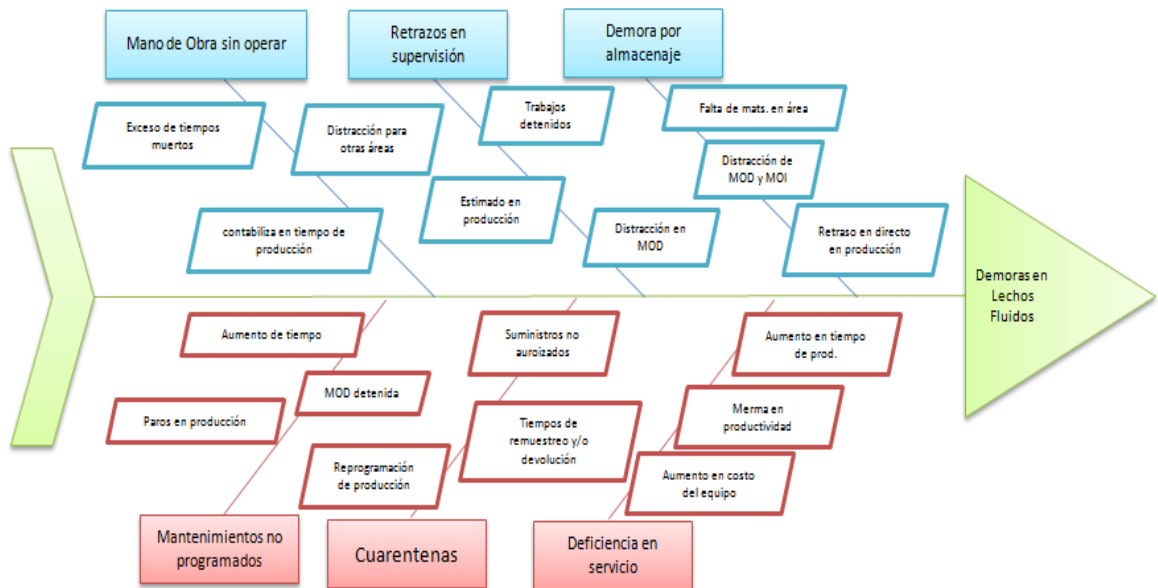 Mano de Obra sin operar
Retrazos en
supervisión
Demora por
almacenaje
Exceso de tiempos
muertos
Distracción para
otras áreas
contabiliza en tiempo de
producción
Trabajos
detenidos
Estimado en
producción
Distracción en
MOD
Falta de mats. en área
Distracción de
MOD y MOI
Retraso en directo
en producción
Demoras en
Lechos
Fluidos
Aumento de tiempo
MOD detenida
Paros en producción
Suministros no
auroizados
Tiempos de
remuestreo y/o
devolución
Reprogramación
de producción
Aumento en tiempo
de prod.
Merma en
productividad
Aumento en costo
del equipo
Mantenimientos no
programados
Cuarentenas
Deficiencia en
servicio